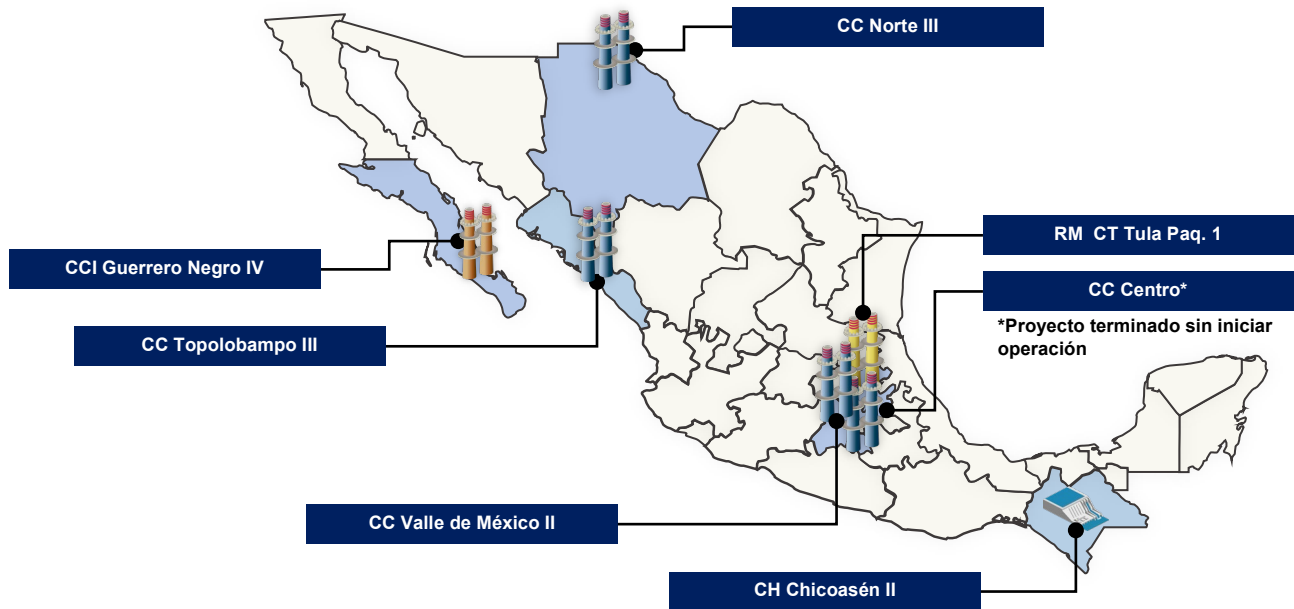 CC Norte III
RM CT Tula Paq. 1
CCI Guerrero Negro IV
CC Centro*
*Proyecto terminado sin iniciar
operación
CC Topolobampo III
CC Valle de México II
CH Chicoasén II